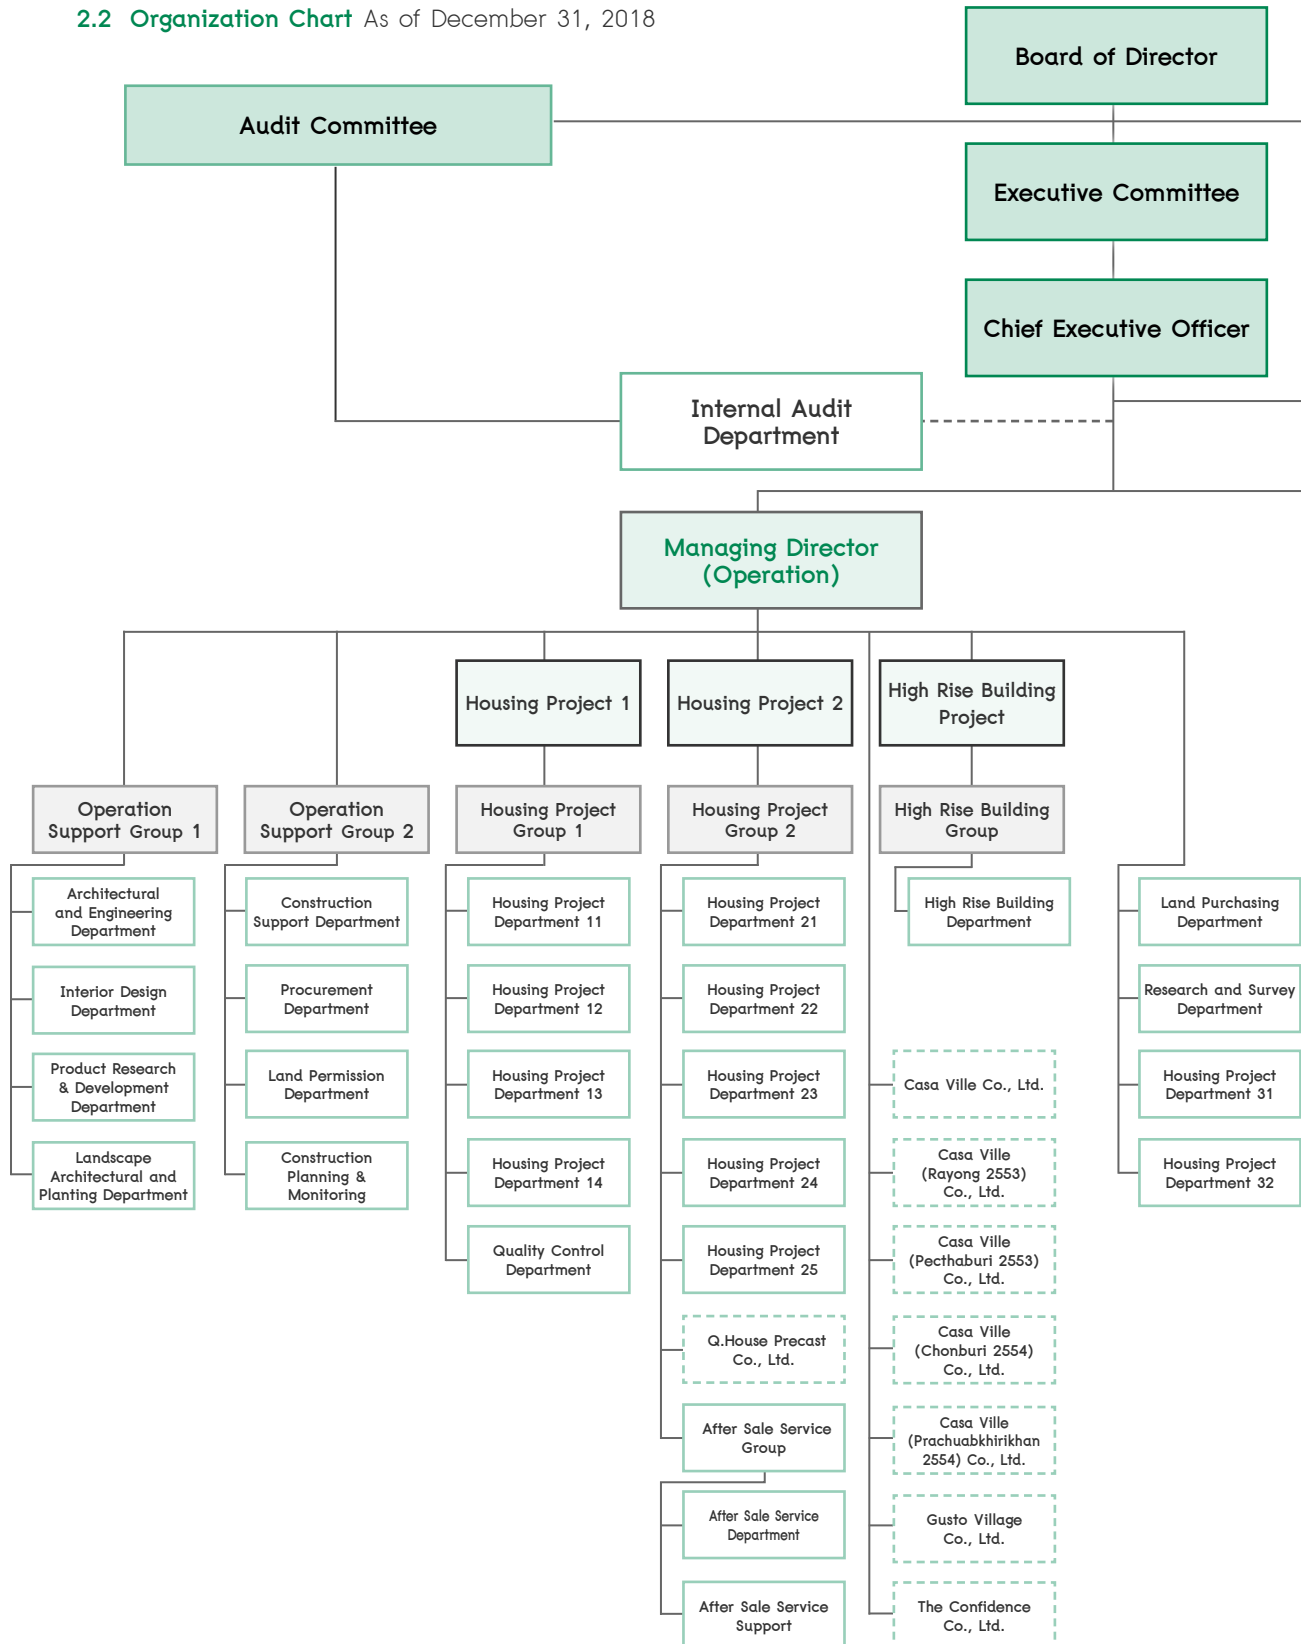 2.2 Organization Chart As of December 31, 2018
Board of Director
Audit Committee
Executive Committee
Chief Executive Officer
Internal Audit
Department
Managing Director
(Operation)
Housing Project 1
Housing Project 2
High Rise Building
Project
Operation
Support Group 1
Operation
Support Group 2
Housing Project
Group 1
Housing Project
Group 2
High Rise Building
Group
Architectural
and Engineering
Department
Interior Design
Department
Product Research
& Development
Department
Landscape
Architectural and
Planting Department
Construction
Support Department
Procurement
Department
Land Permission
Department
Construction
Planning &
Monitoring
Housing Project
Department 11
Housing Project
Department 12
Housing Project
Department 13
Housing Project
Department 14
Quality Control
Department
Housing Project
Department 21
Housing Project
Department 22
Housing Project
Department 23
Housing Project
Department 24
Housing Project
Department 25
Q.House Precast
Co., Ltd.
After Sale Service
Group
After Sale Service
Department
After Sale Service
Support
High Rise Building
Department
Casa Ville Co., Ltd.
Casa Ville
(Rayong 2553)
Co., Ltd.
Casa Ville
(Pecthaburi 2553)
Co., Ltd.
Casa Ville
(Chonburi 2554)
Co., Ltd.
Casa Ville
(Prachuabkhirikhan
2554) Co., Ltd.
Gusto Village
Co., Ltd.
The Confidence
Co., Ltd.
Land Purchasing
Department
Research and Survey
Department
Housing Project
Department 31
Housing Project
Department 32